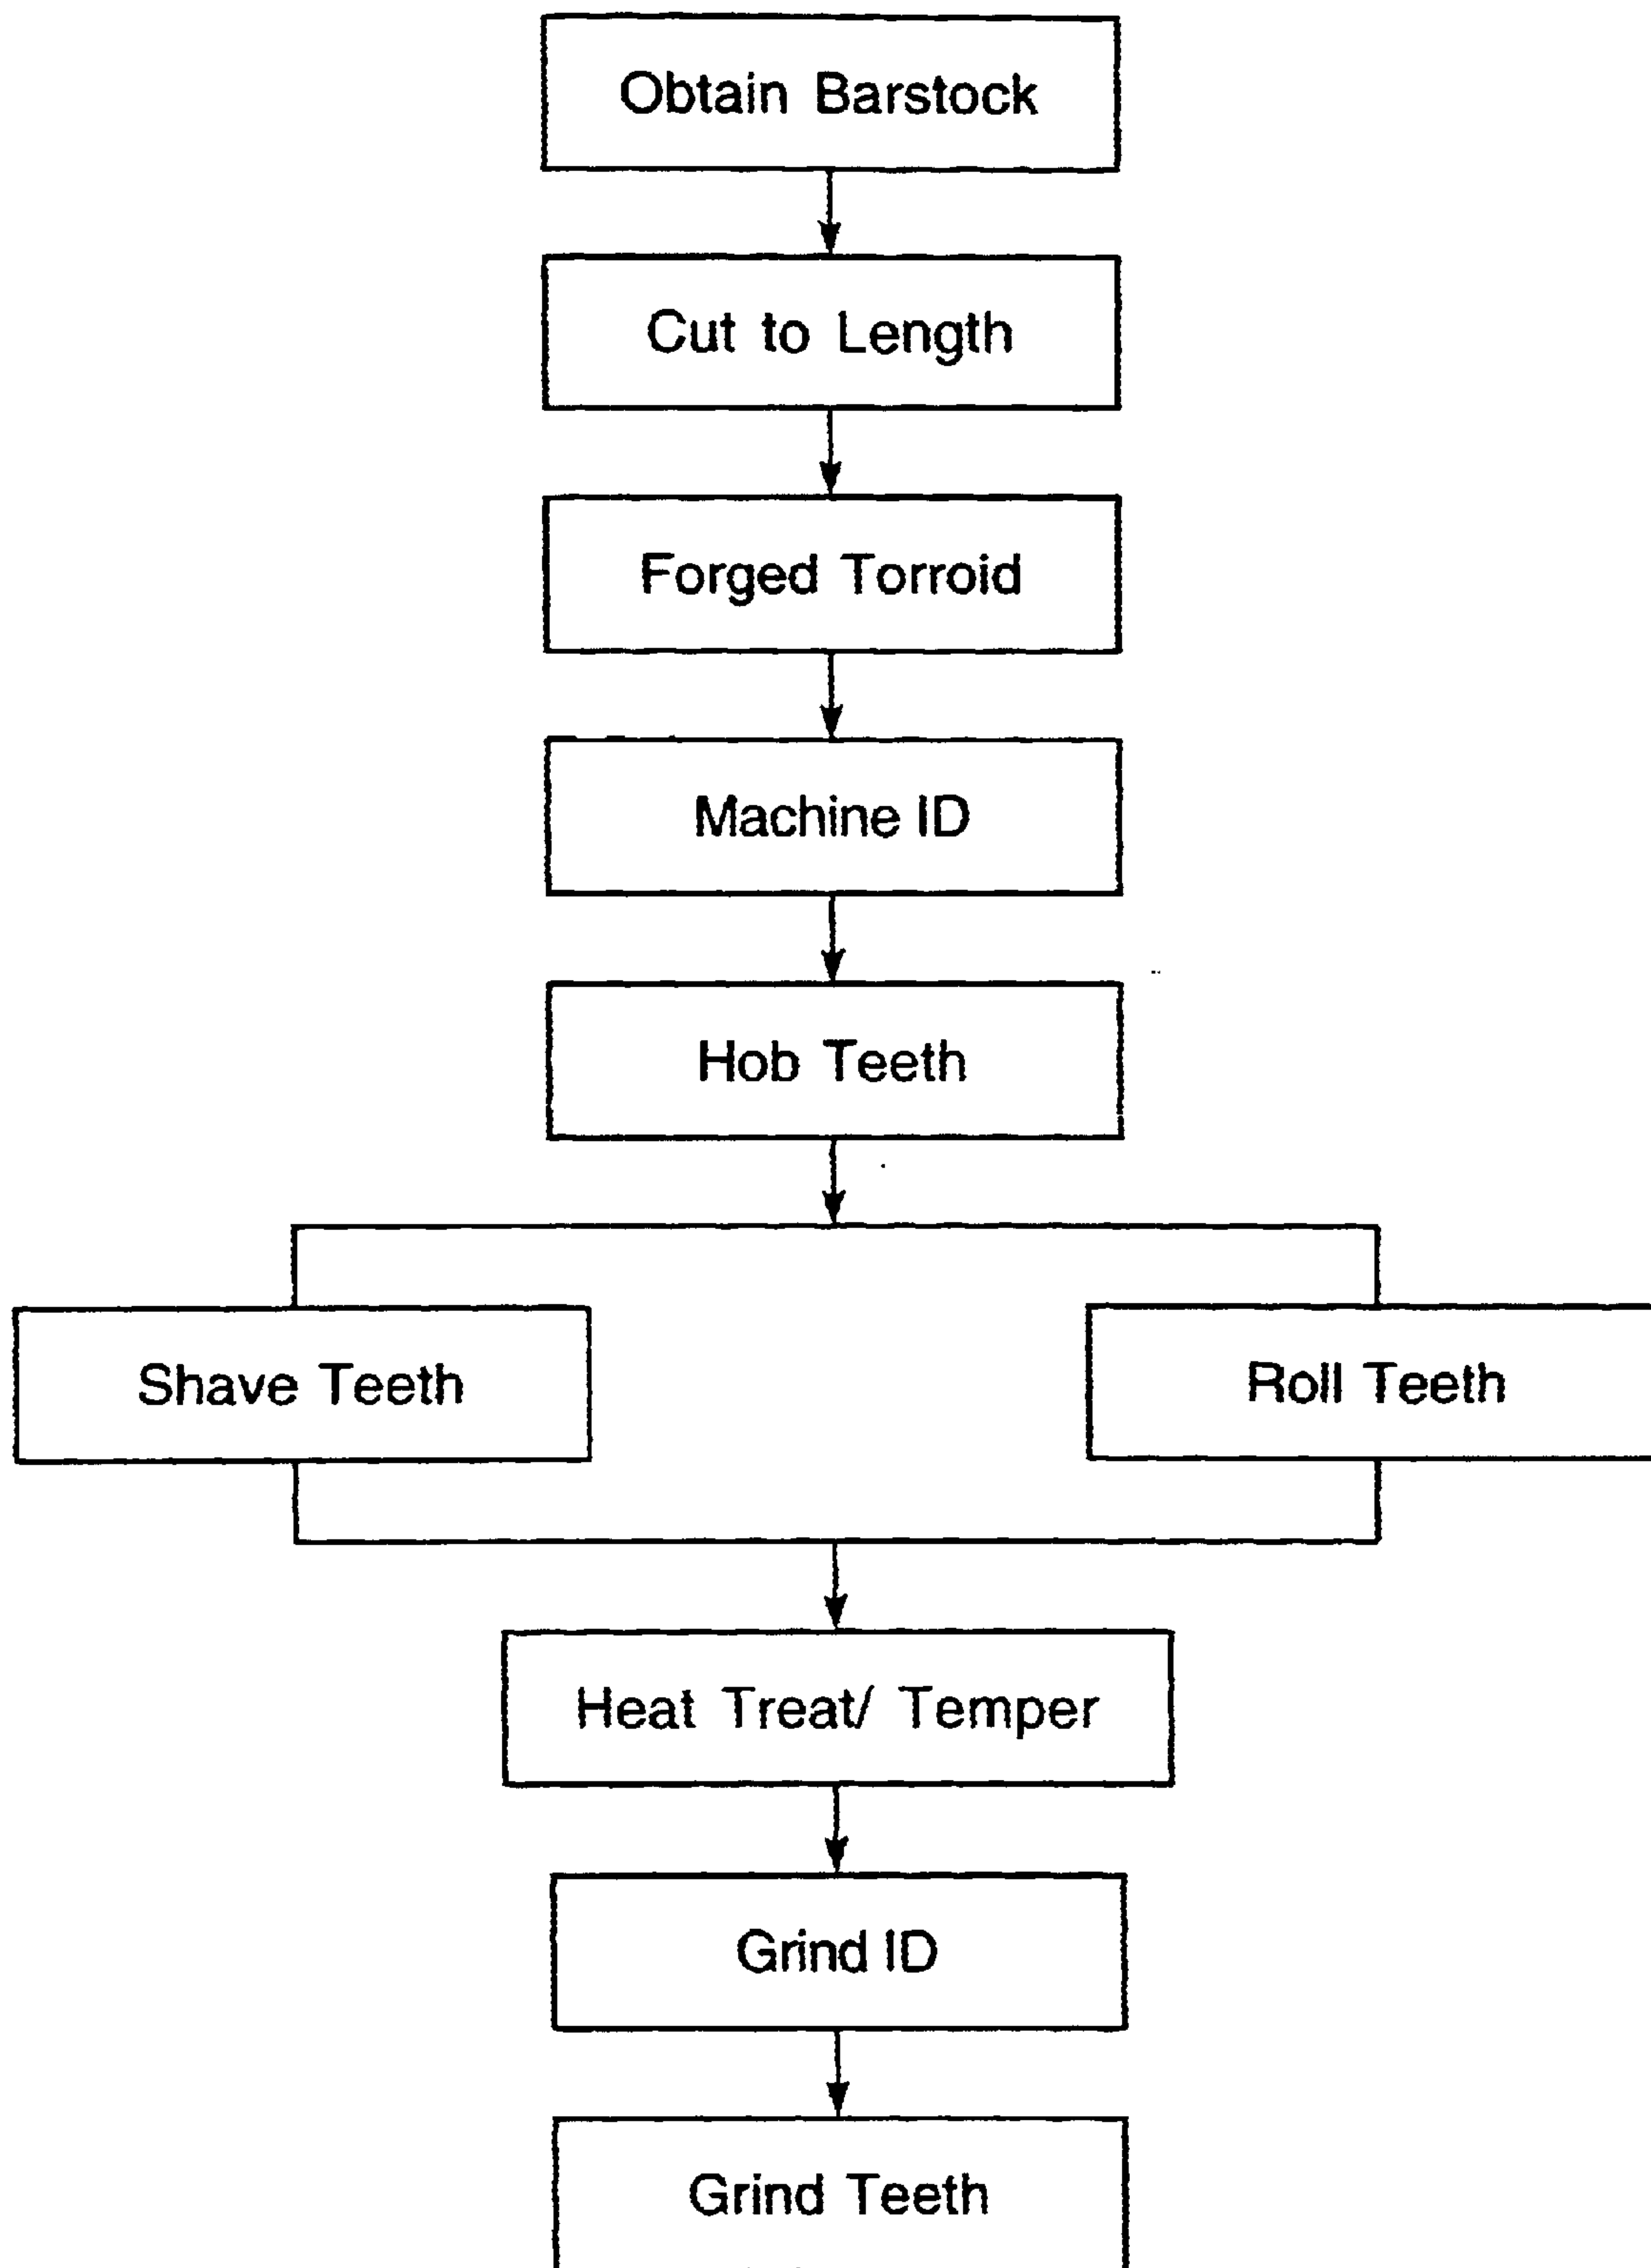 Obtain Barstock
Cut to Length
Forged Torroid
Machine ID
Hob Teeth
Shave Teeth
Roll Teeth
Heat Treat/ Temper
Grind ID
Grind Teeth